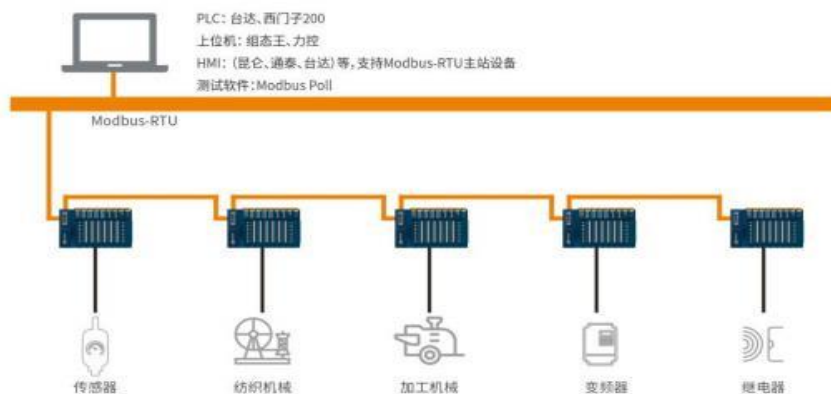 PLC：台达、西门子200
上位机：组态王、力控
HMI：（昆仑、通泰、台达）等，支持Modbus-RTU主站设备
测试软件：Modbus Poll
Modbus-RTU
传感器
纺织机械
加工机械
变频器
继电器